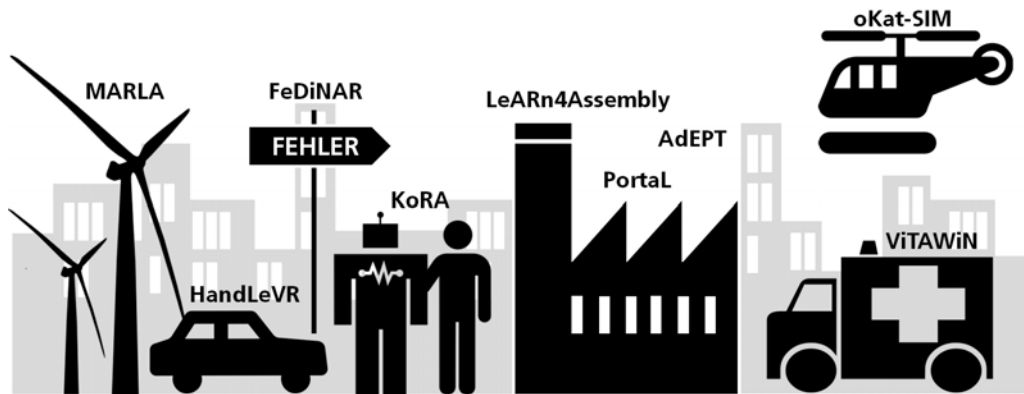 oKat-SIM
MARLA
FeDiNAR
LeARn4Assembly
FEHLER
AdEPT
PortaL
KoRA
ViTAWiN
HandLeVR